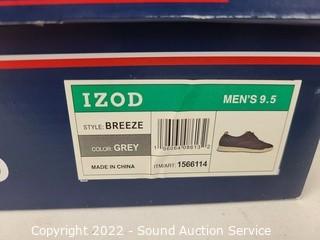 IZOD
MEN'S 9.5
STYLE: BREEZE
COLOR: GREY
MADE IN CHINA
ITEM/ART: 1566114
Copyright 2022 - Sound Auction Service